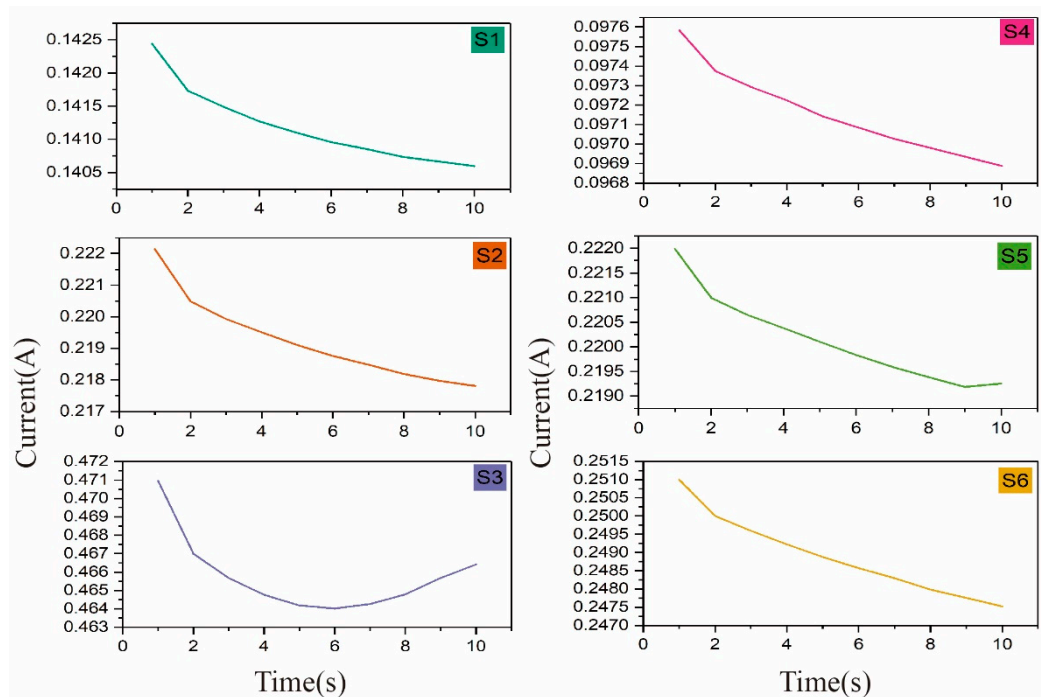 S1
0.1425
0.1420
0.1415
0.1410
0.1405
0 2 4 6 8 10
S4
0.0976
0.0975
0.0974
0.0973
0.0972
0.0971
0.0970
0.0969
0.0968
0 2 4 6 8 10
S2
0.222
0.221
0.220
0.219
0.218
0.217
0 2 4 6 8 10
S5
0.2220
0.2215
0.2210
0.2205
0.2200
0.2195
0.2190
0 2 4 6 8 10
Current(A)
Current(A)
S3
0.472
0.471
0.470
0.469
0.468
0.467
0.466
0.465
0.464
0.463
0 2 4 6 8 10
S6
0.2515
0.2510
0.2505
0.2500
0.2495
0.2490
0.2485
0.2480
0.2475
0.2470
0 2 4 6 8 10
Time(s)
Time(s)